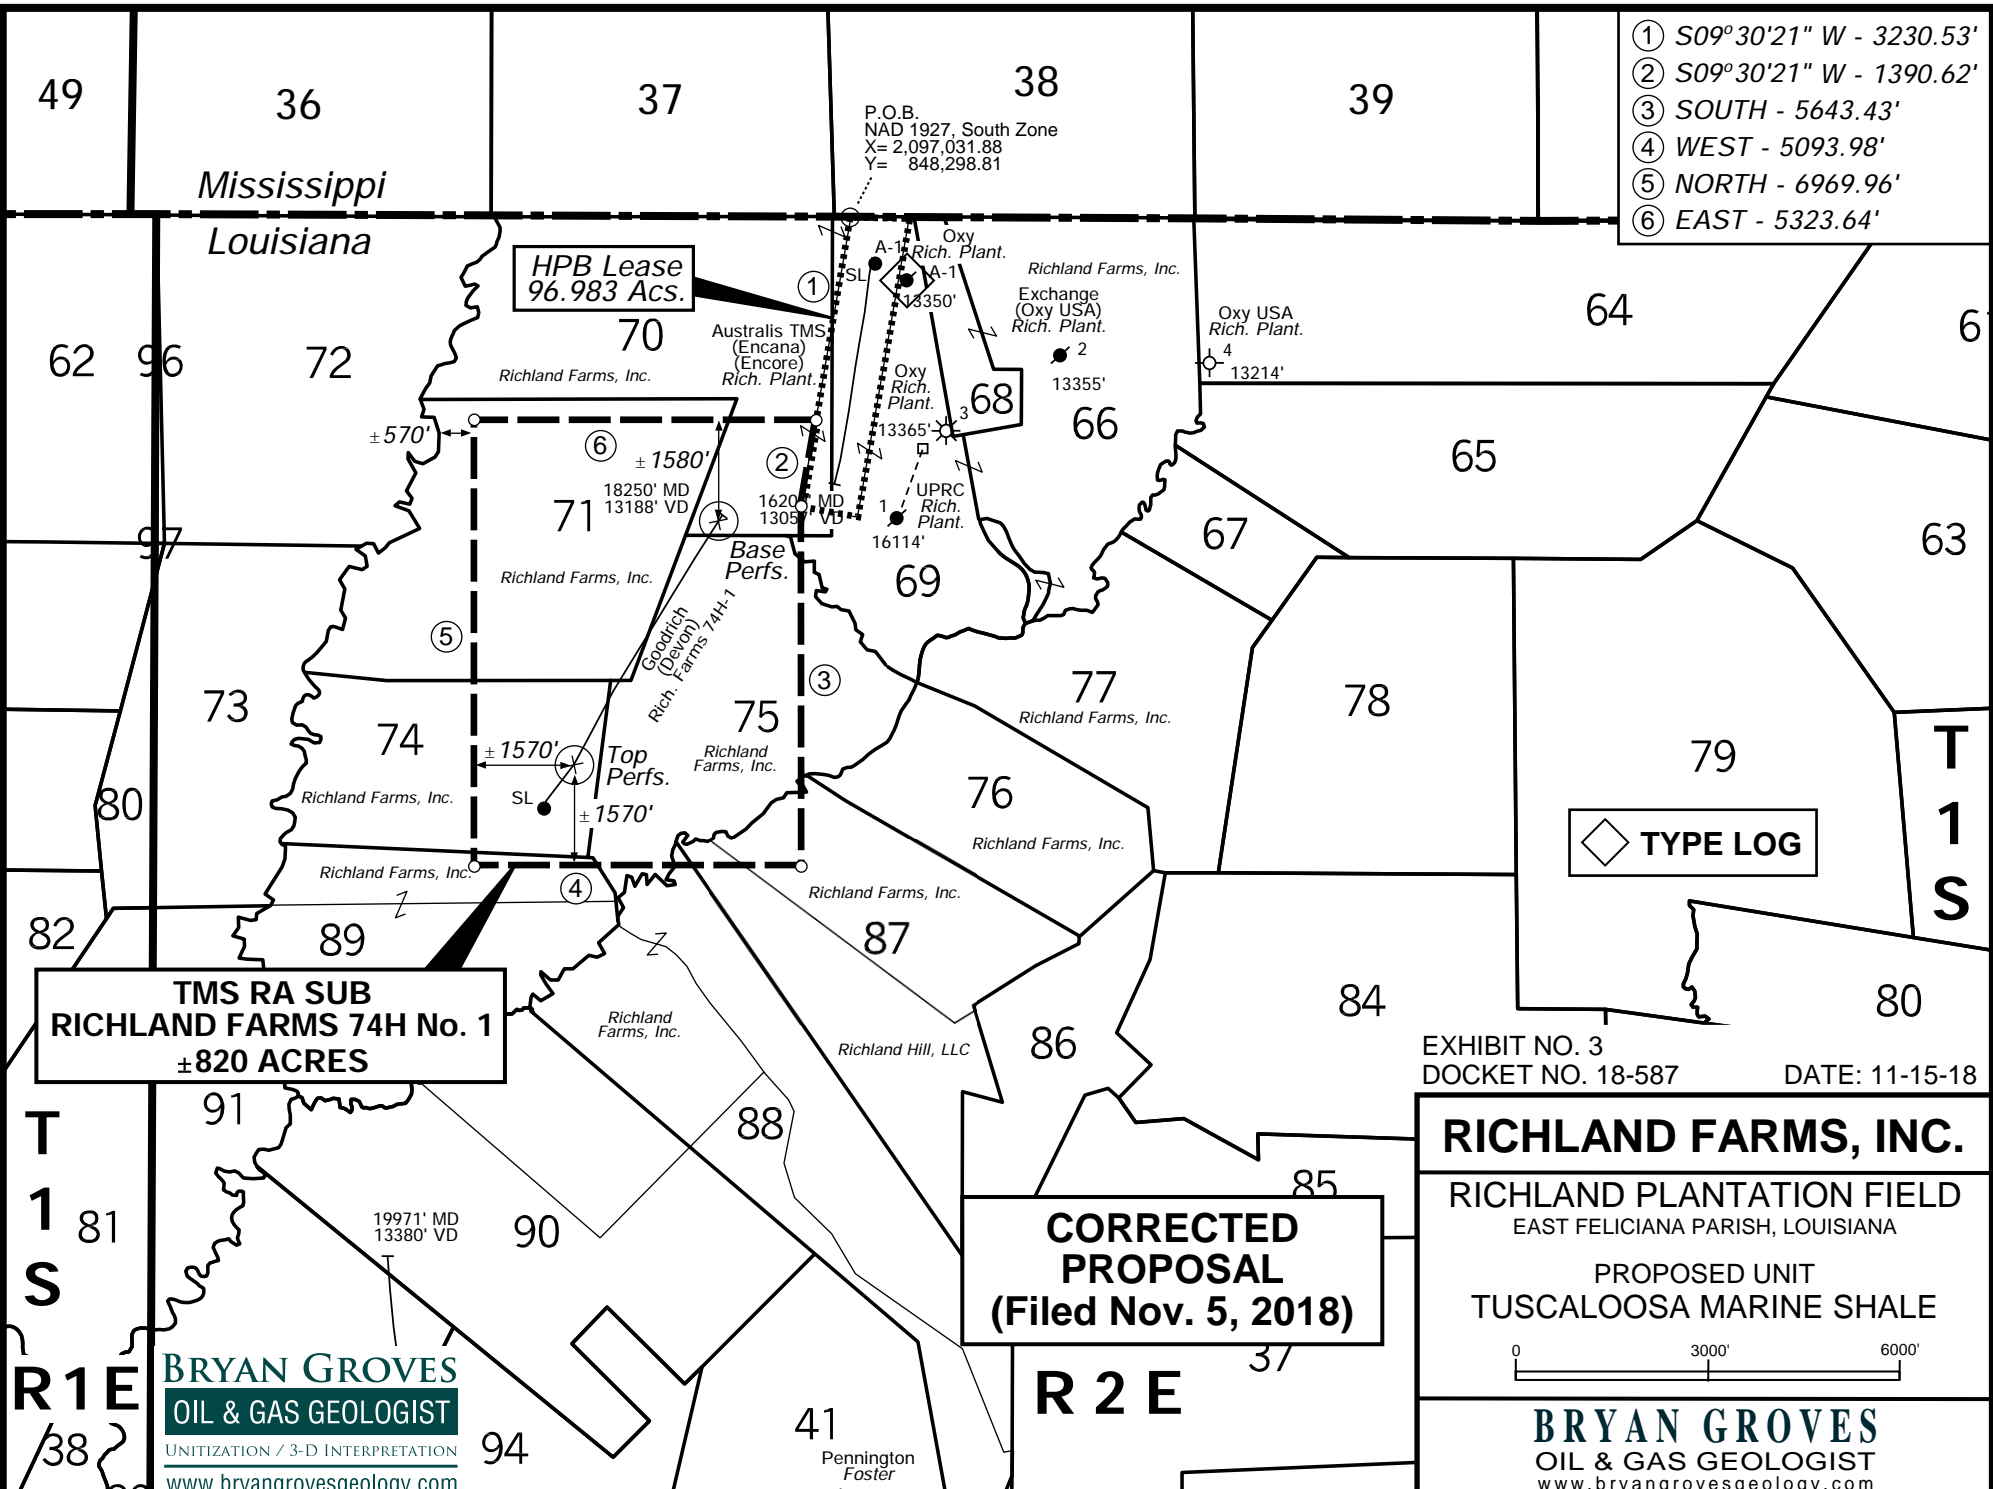 49
36
37
38
39
① S09°30'21" W - 3230.53'
② S09°30'21" W - 1390.62'
③ SOUTH - 5643.43'
④ WEST - 5093.98'
⑤ NORTH - 6969.96'
⑥ EAST - 5323.64'
P.O.B.
NAD 1927, South Zone
X= 2,097,031.88
Y= 848,298.81
Mississippi
Louisiana
HPB Lease
96.983 Acs.
①
SL
A-1
Oxy
Rich. Plant.
A-1
13350'
Richland Farms, Inc.
Exchange
(Oxy USA)
Rich. Plant.
2
13355'
Oxy USA
Rich. Plant.
4
13214'
64
62
96
72
70
Richland Farms, Inc.
Australis TMS
(Encana)
(Encore)
Rich. Plant.
Oxy
Rich.
Plant.
3
13365'
68
66
65
±570'
⑥
±1580'
②
18250' MD
13188' VD
71
MD
VD
1
UPRC
Rich.
Plant.
16114'
97
Base
Perfs.
67
63
Richland Farms, Inc.
69
⑤
Goodrich
(Devon)
Rich. Farms 74H-1
③
73
74
75
77
Richland Farms, Inc.
78
79
T
1
S
±1570'
Top
Perfs.
Richland
Farms, Inc.
SL
±1570'
Richland Farms, Inc.
80
76
Richland Farms, Inc.
TYPE LOG
Richland Farms, Inc.
④
Richland Farms, Inc.
82
89
87
TMS RA SUB
RICHLAND FARMS 74H No. 1
±820 ACRES
Richland
Farms, Inc.
Richland Hill, LLC
86
84
80
EXHIBIT NO. 3
DOCKET NO. 18-587
DATE: 11-15-18
T
1
S
91
88
81
19971' MD
13380' VD
90
85
CORRECTED
PROPOSAL
(Filed Nov. 5, 2018)
37
RICHLAND FARMS, INC.
RICHLAND PLANTATION FIELD
EAST FELICIANA PARISH, LOUISIANA
PROPOSED UNIT
TUSCALOOSA MARINE SHALE
0 3000' 6000'
R 1 E
R 2 E
BRYAN GROVES
OIL & GAS GEOLOGIST
UNITIZATION / 3-D INTERPRETATION
www.bryangrovesgeology.com
38
94
41
Pennington
Foster
BRYAN GROVES
OIL & GAS GEOLOGIST
www.bryangrovesgeology.com